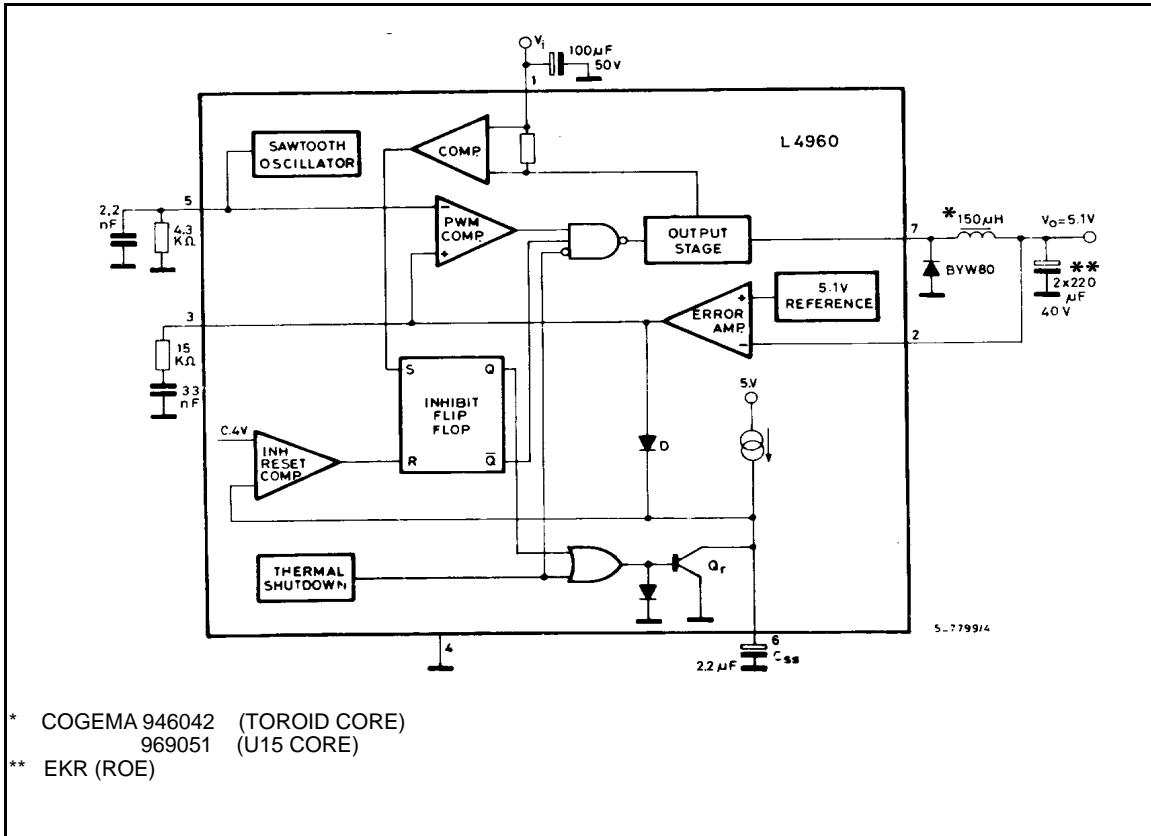 Vi
100µF
50V
1
L4960
SAWTOOTH
OSCILLATOR
COMP.
5
2.2
nF
4.3
KΩ
−
PWM
COMP.
+
OUTPUT
STAGE
7
*
150µH
Vo=5.1V
BYW80
**
2x220
µF
40V
5.1V
REFERENCE
+
ERROR
AMP.
−
2
3
15
KΩ
33
nF
S
Q
INHIBIT
FLIP
FLOP
R
Q̅
5V
D
0.4V
INH
RESET
COMP.
THERMAL
SHUTDOWN
Qr
4
6
Css
2.2µF
5_7799/4
* COGEMA 946042 (TOROID CORE)
969051 (U15 CORE)
** EKR (ROE)